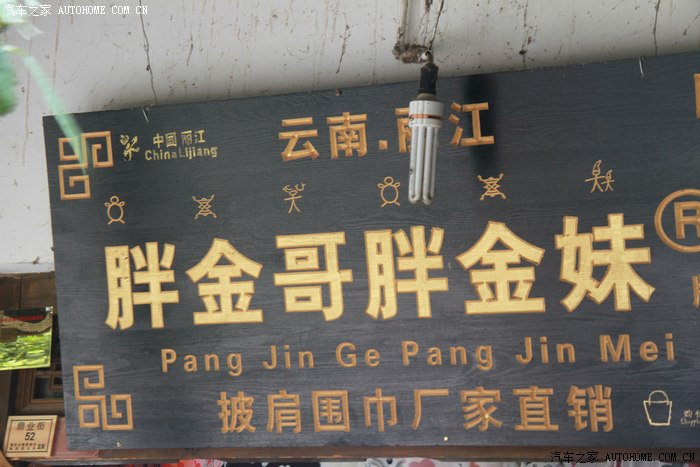 汽车之家 AUTOHOME.COM.CN
中国 丽江
China Lijiang
云南.丽江
胖金哥胖金妹
R
Pang Jin Ge Pang Jin Mei
披肩围巾厂家直销
52
汽车之家 AUTOHOME.COM.CN